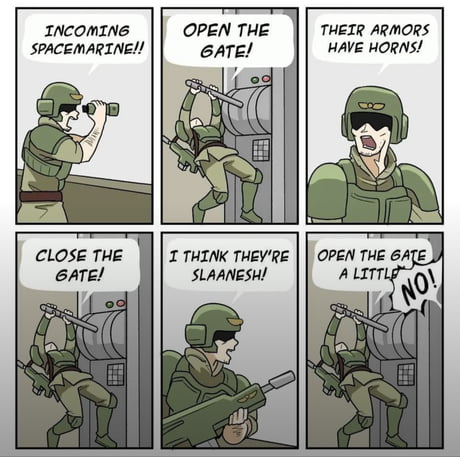 INCOMING
SPACEMARINE!!
OPEN THE
GATE!
THEIR ARMORS
HAVE HORNS!
CLOSE THE
GATE!
I THINK THEY'RE
SLAANESH!
OPEN THE GATE
A LITTLE
NO!